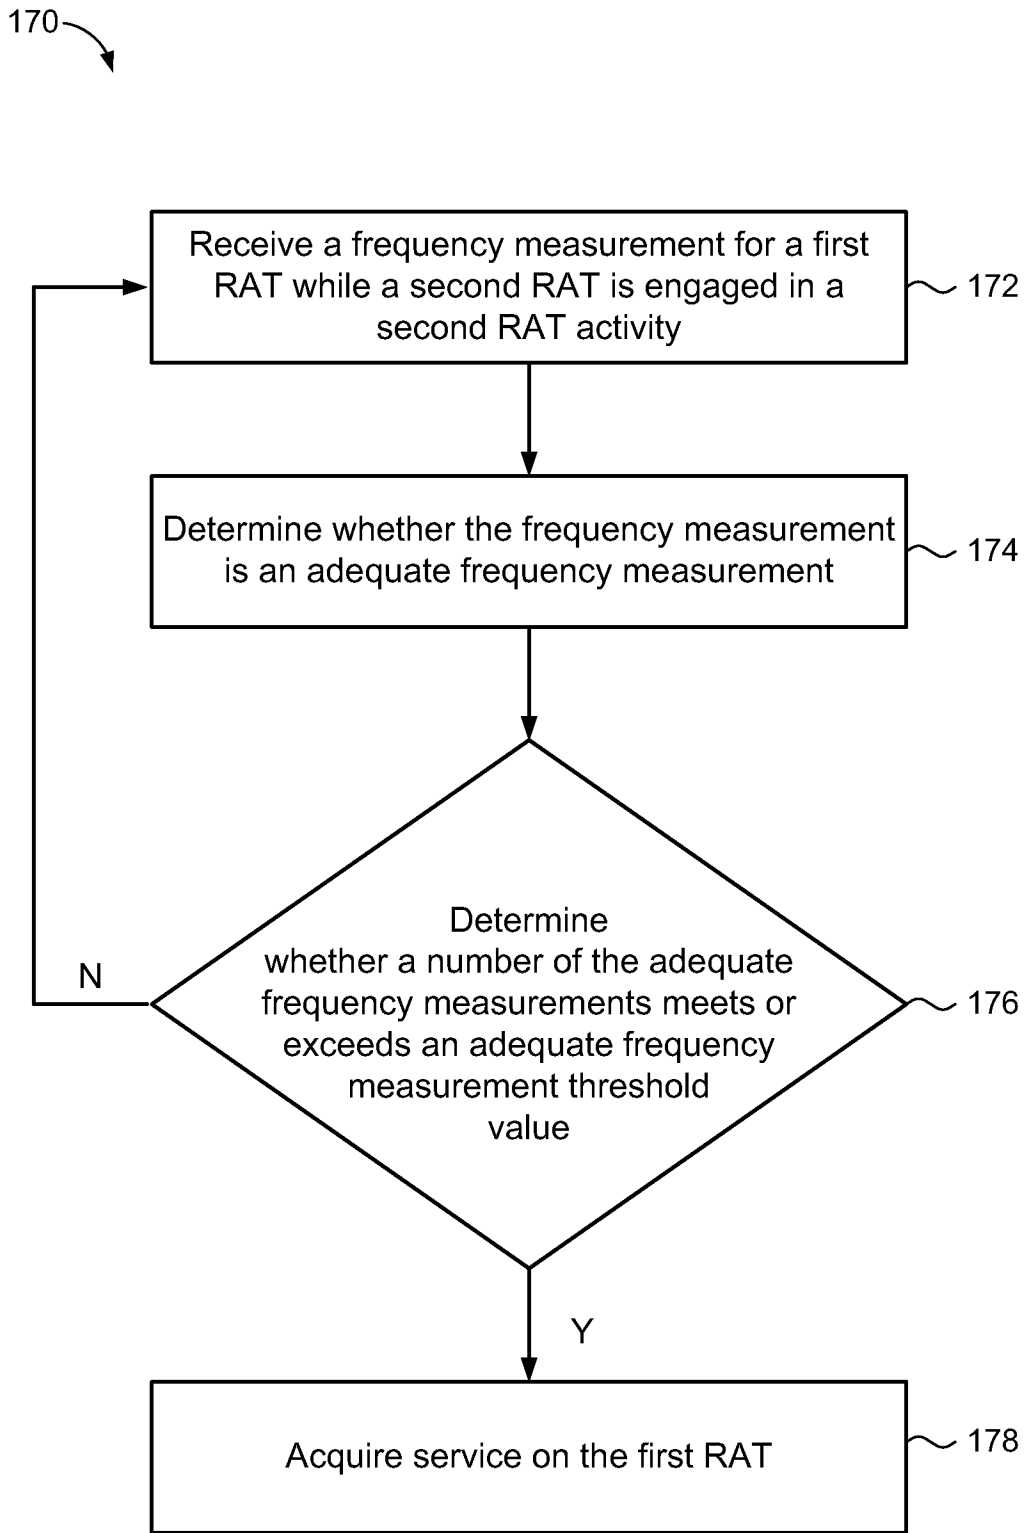 170
Receive a frequency measurement for a first
RAT while a second RAT is engaged in a
second RAT activity
172
Determine whether the frequency measurement
is an adequate frequency measurement
174
Determine
whether a number of the adequate
frequency measurements meets or
exceeds an adequate frequency
measurement threshold
value
176
N
Y
Acquire service on the first RAT
178